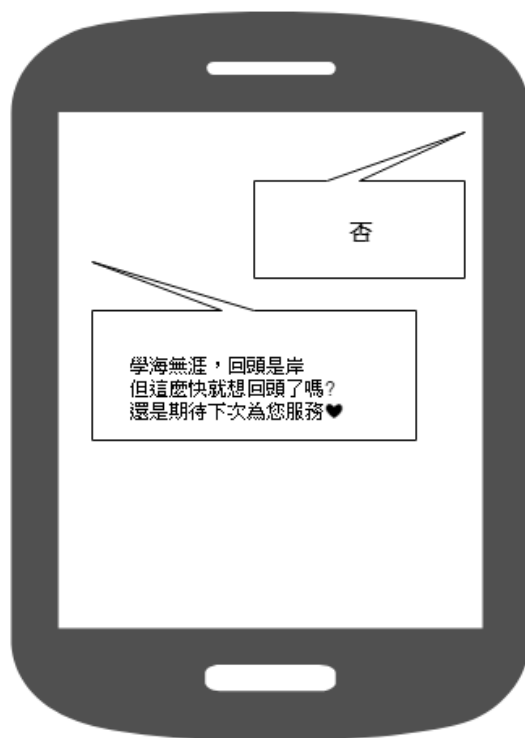 否
學海無涯，回頭是岸
但這麼快就想回頭了嗎?
還是期待下次為您服務♥